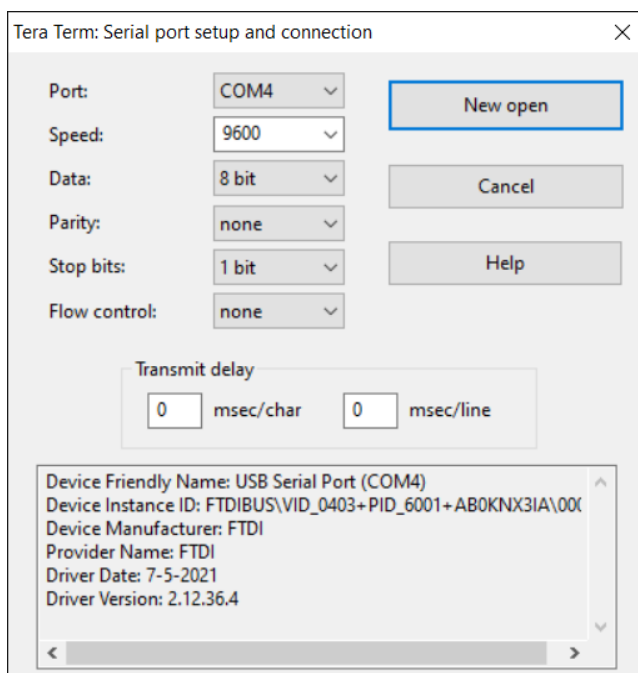 Tera Term: Serial port setup and connection
Port: COM4 New open
Speed: 9600
Data: 8 bit Cancel
Parity: none
Stop bits: 1 bit Help
Flow control: none
Transmit delay
0 msec/char 0 msec/line
Device Friendly Name: USB Serial Port (COM4)
Device Instance ID: FTDIBUS\VID_0403+PID_6001+AB0KNX3IA\000
Device Manufacturer: FTDI
Provider Name: FTDI
Driver Date: 7-5-2021
Driver Version: 2.12.36.4